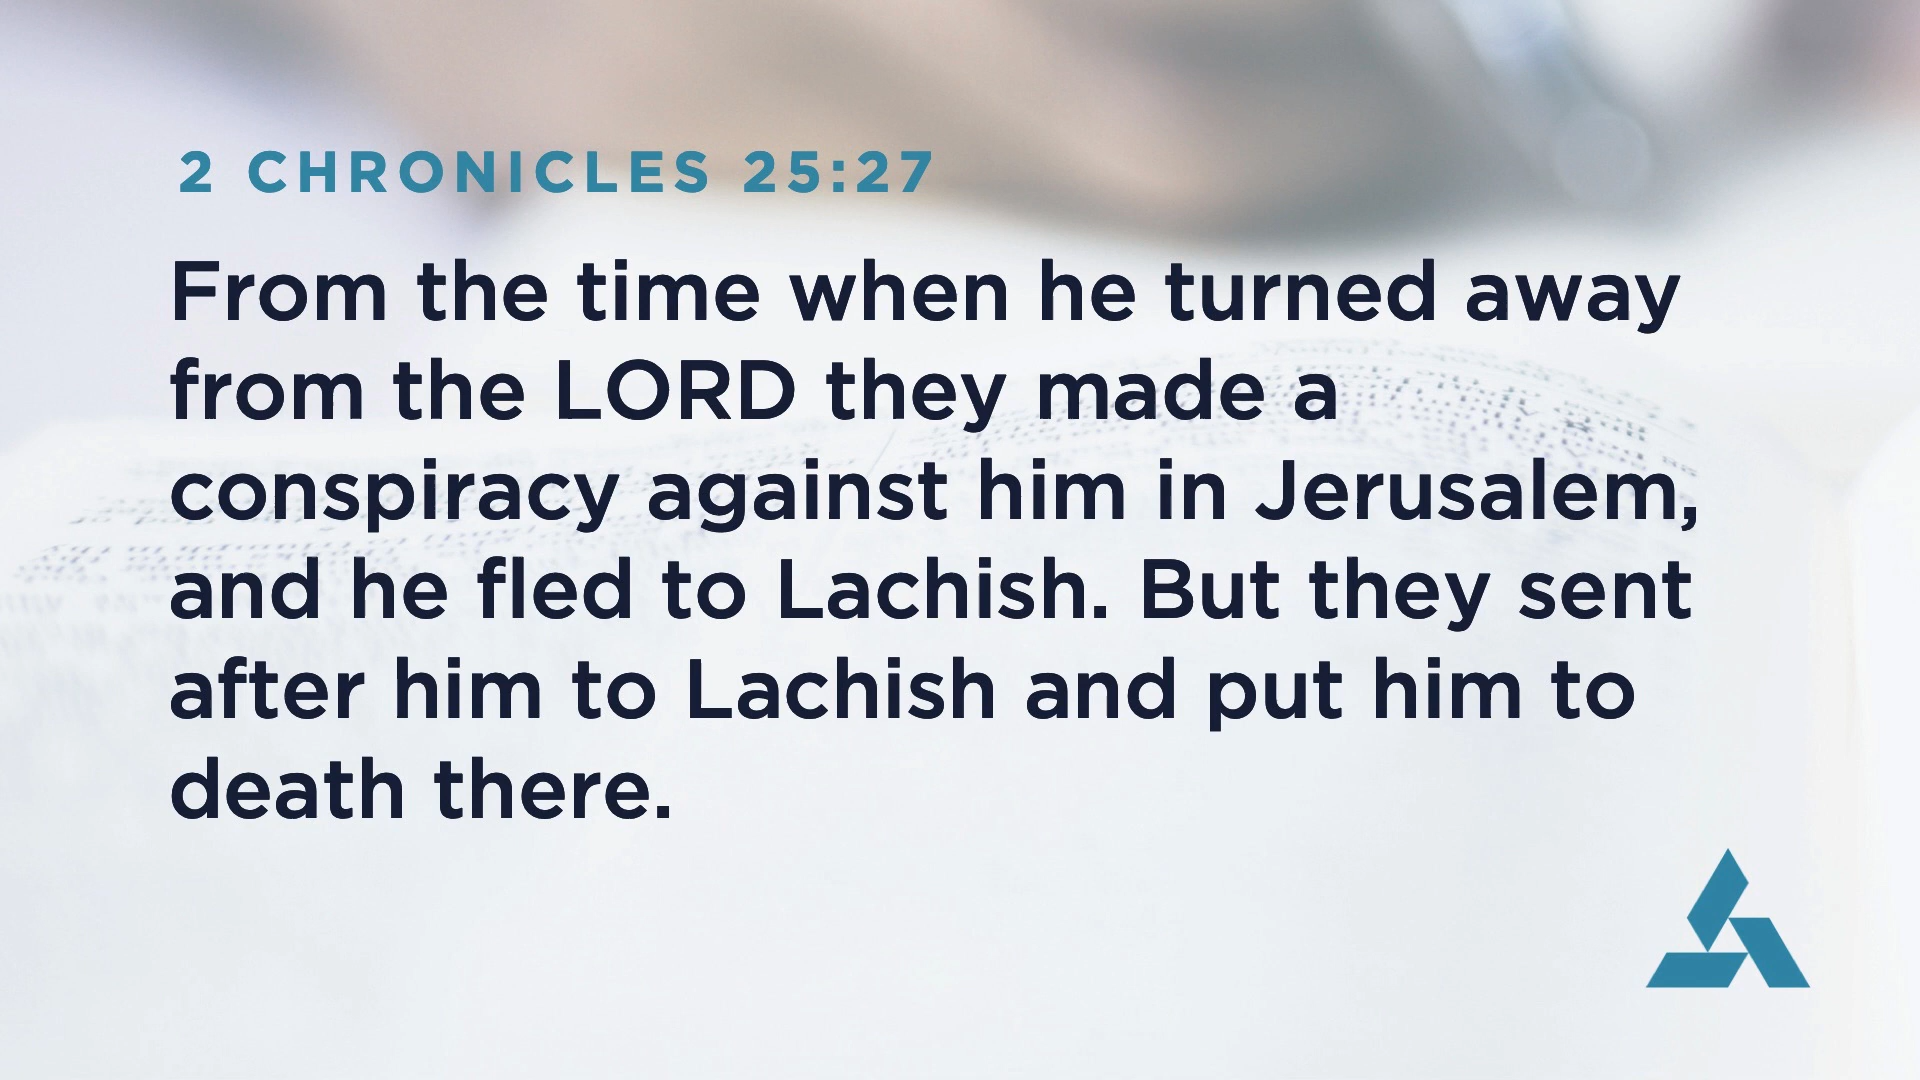 2 CHRONICLES 25:27
From the time when he turned away
from the LORD they made a
conspiracy against him in Jerusalem,
and he fled to Lachish. But they sent
after him to Lachish and put him to
death there.